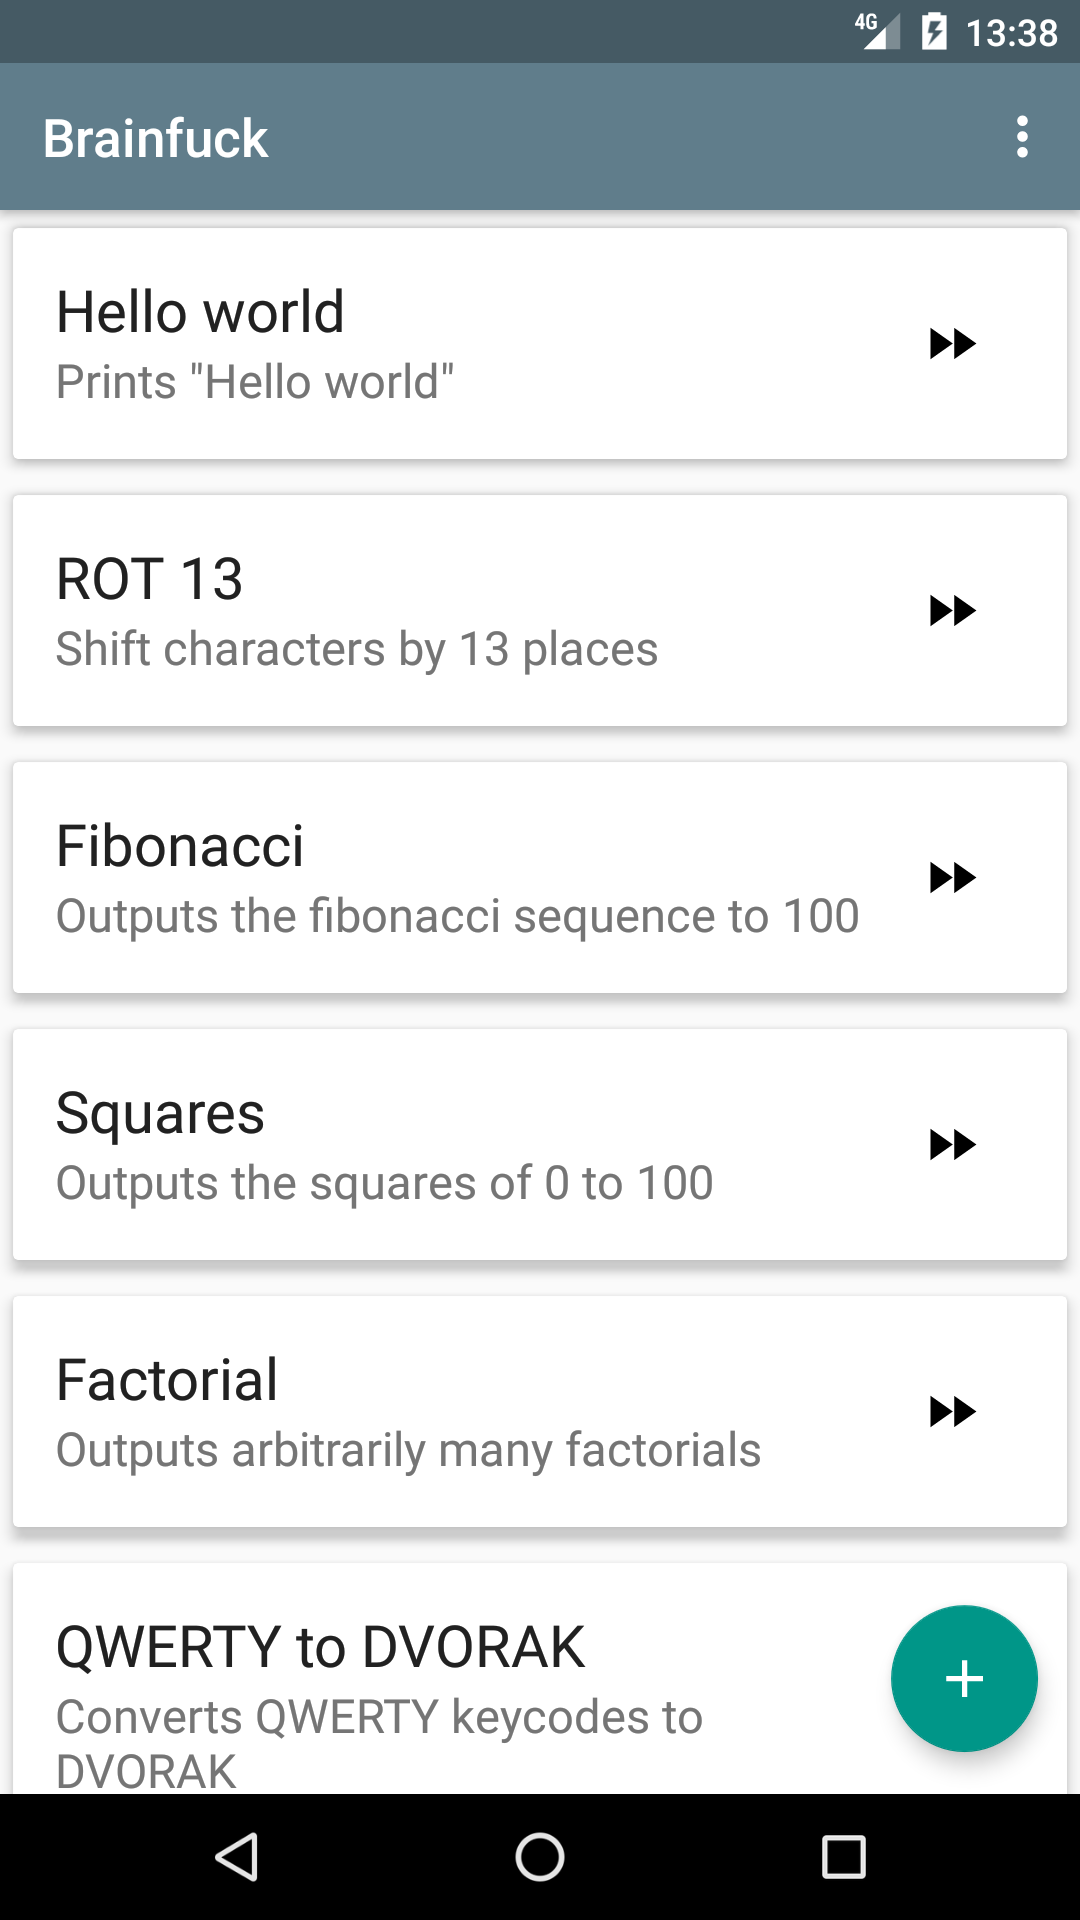 4G 13:38
Brainfuck
Hello world
Prints "Hello world"
ROT 13
Shift characters by 13 places
Fibonacci
Outputs the fibonacci sequence to 100
Squares
Outputs the squares of 0 to 100
Factorial
Outputs arbitrarily many factorials
QWERTY to DVORAK
Converts QWERTY keycodes to
DVORAK